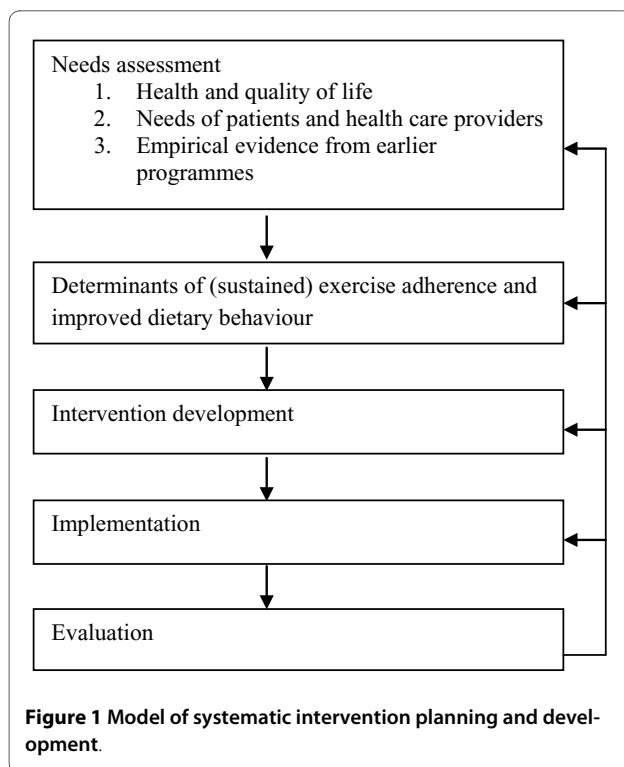 Needs assessment
1. Health and quality of life
2. Needs of patients and health care providers
3. Empirical evidence from earlier
programmes
Determinants of (sustained) exercise adherence and
improved dietary behaviour
Intervention development
Implementation
Evaluation
Figure 1 Model of systematic intervention planning and devel-
opment.